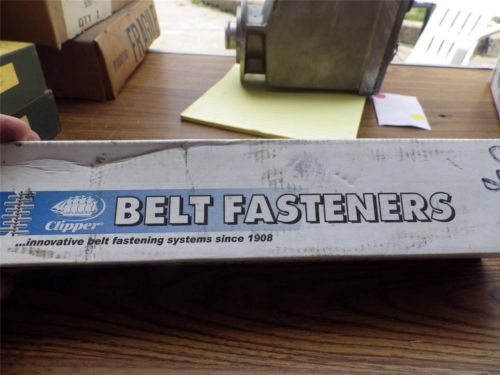 QTY 1
FRAGILE
Clipper®
BELT FASTENERS
...innovative belt fastening systems since 1908